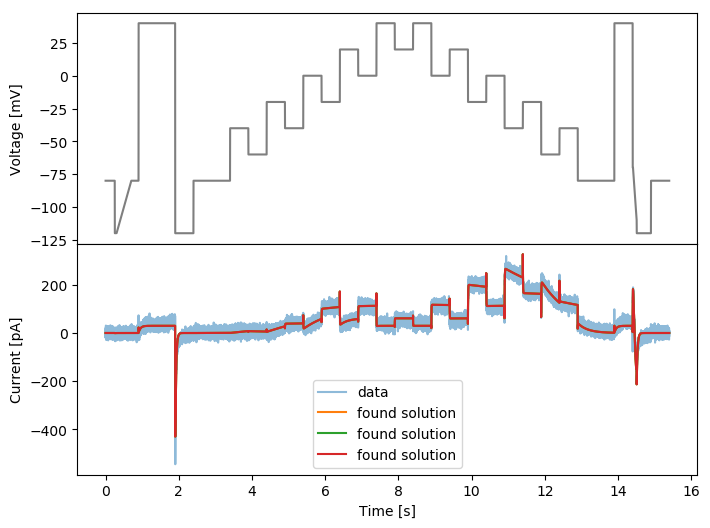 Voltage [mV]
25
0
−25
−50
−75
−100
−125
Current [pA]
200
0
−200
−400
data
found solution
found solution
found solution
0
2
4
6
8
10
12
14
16
Time [s]